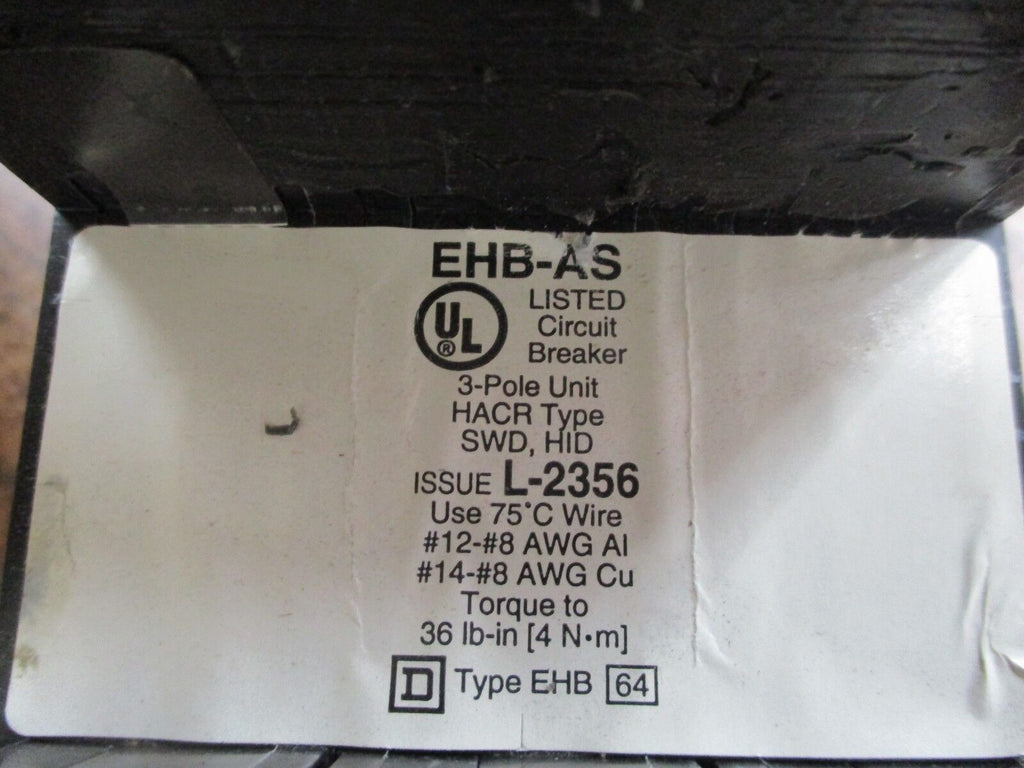 EHB-AS
UL ® LISTED
Circuit
Breaker
3-Pole Unit
HACR Type
SWD, HID
ISSUE L-2356
Use 75°C Wire
#12-#8 AWG Al
#14-#8 AWG Cu
Torque to
36 lb-in [4 N•m]
D Type EHB 64